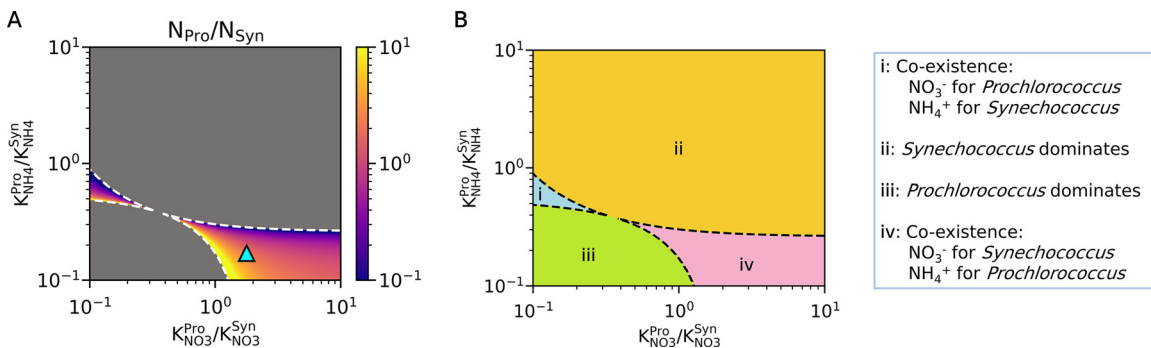 A
N_Pro/N_Syn
10^1
10^0
10^-1
K^Pro_NH4/K^Syn_NH4
10^-1
10^0
10^1
K^Pro_NO3/K^Syn_NO3
10^1
10^0
10^-1
B
10^1
10^0
10^-1
K^Pro_NH4/K^Syn_NH4
ii
i
iii
iv
10^-1
10^0
10^1
K^Pro_NO3/K^Syn_NO3
i: Co-existence:
NO₃⁻ for Prochlorococcus
NH₄⁺ for Synechococcus
ii: Synechococcus dominates
iii: Prochlorococcus dominates
iv: Co-existence:
NO₃⁻ for Synechococcus
NH₄⁺ for Prochlorococcus